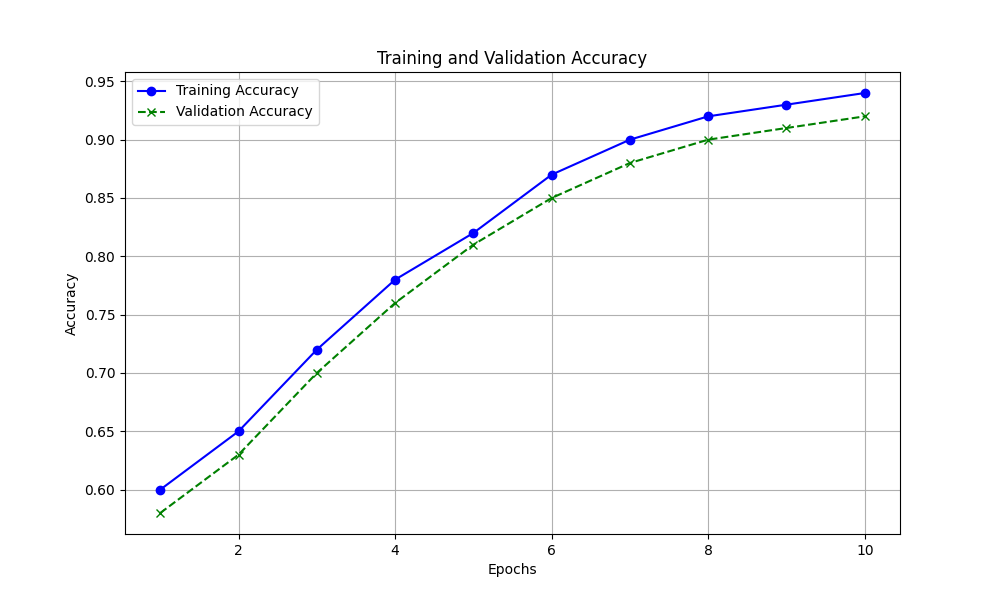 Training and Validation Accuracy
Training Accuracy
Validation Accuracy
Accuracy
0.95
0.90
0.85
0.80
0.75
0.70
0.65
0.60
2 4 6 8 10
Epochs